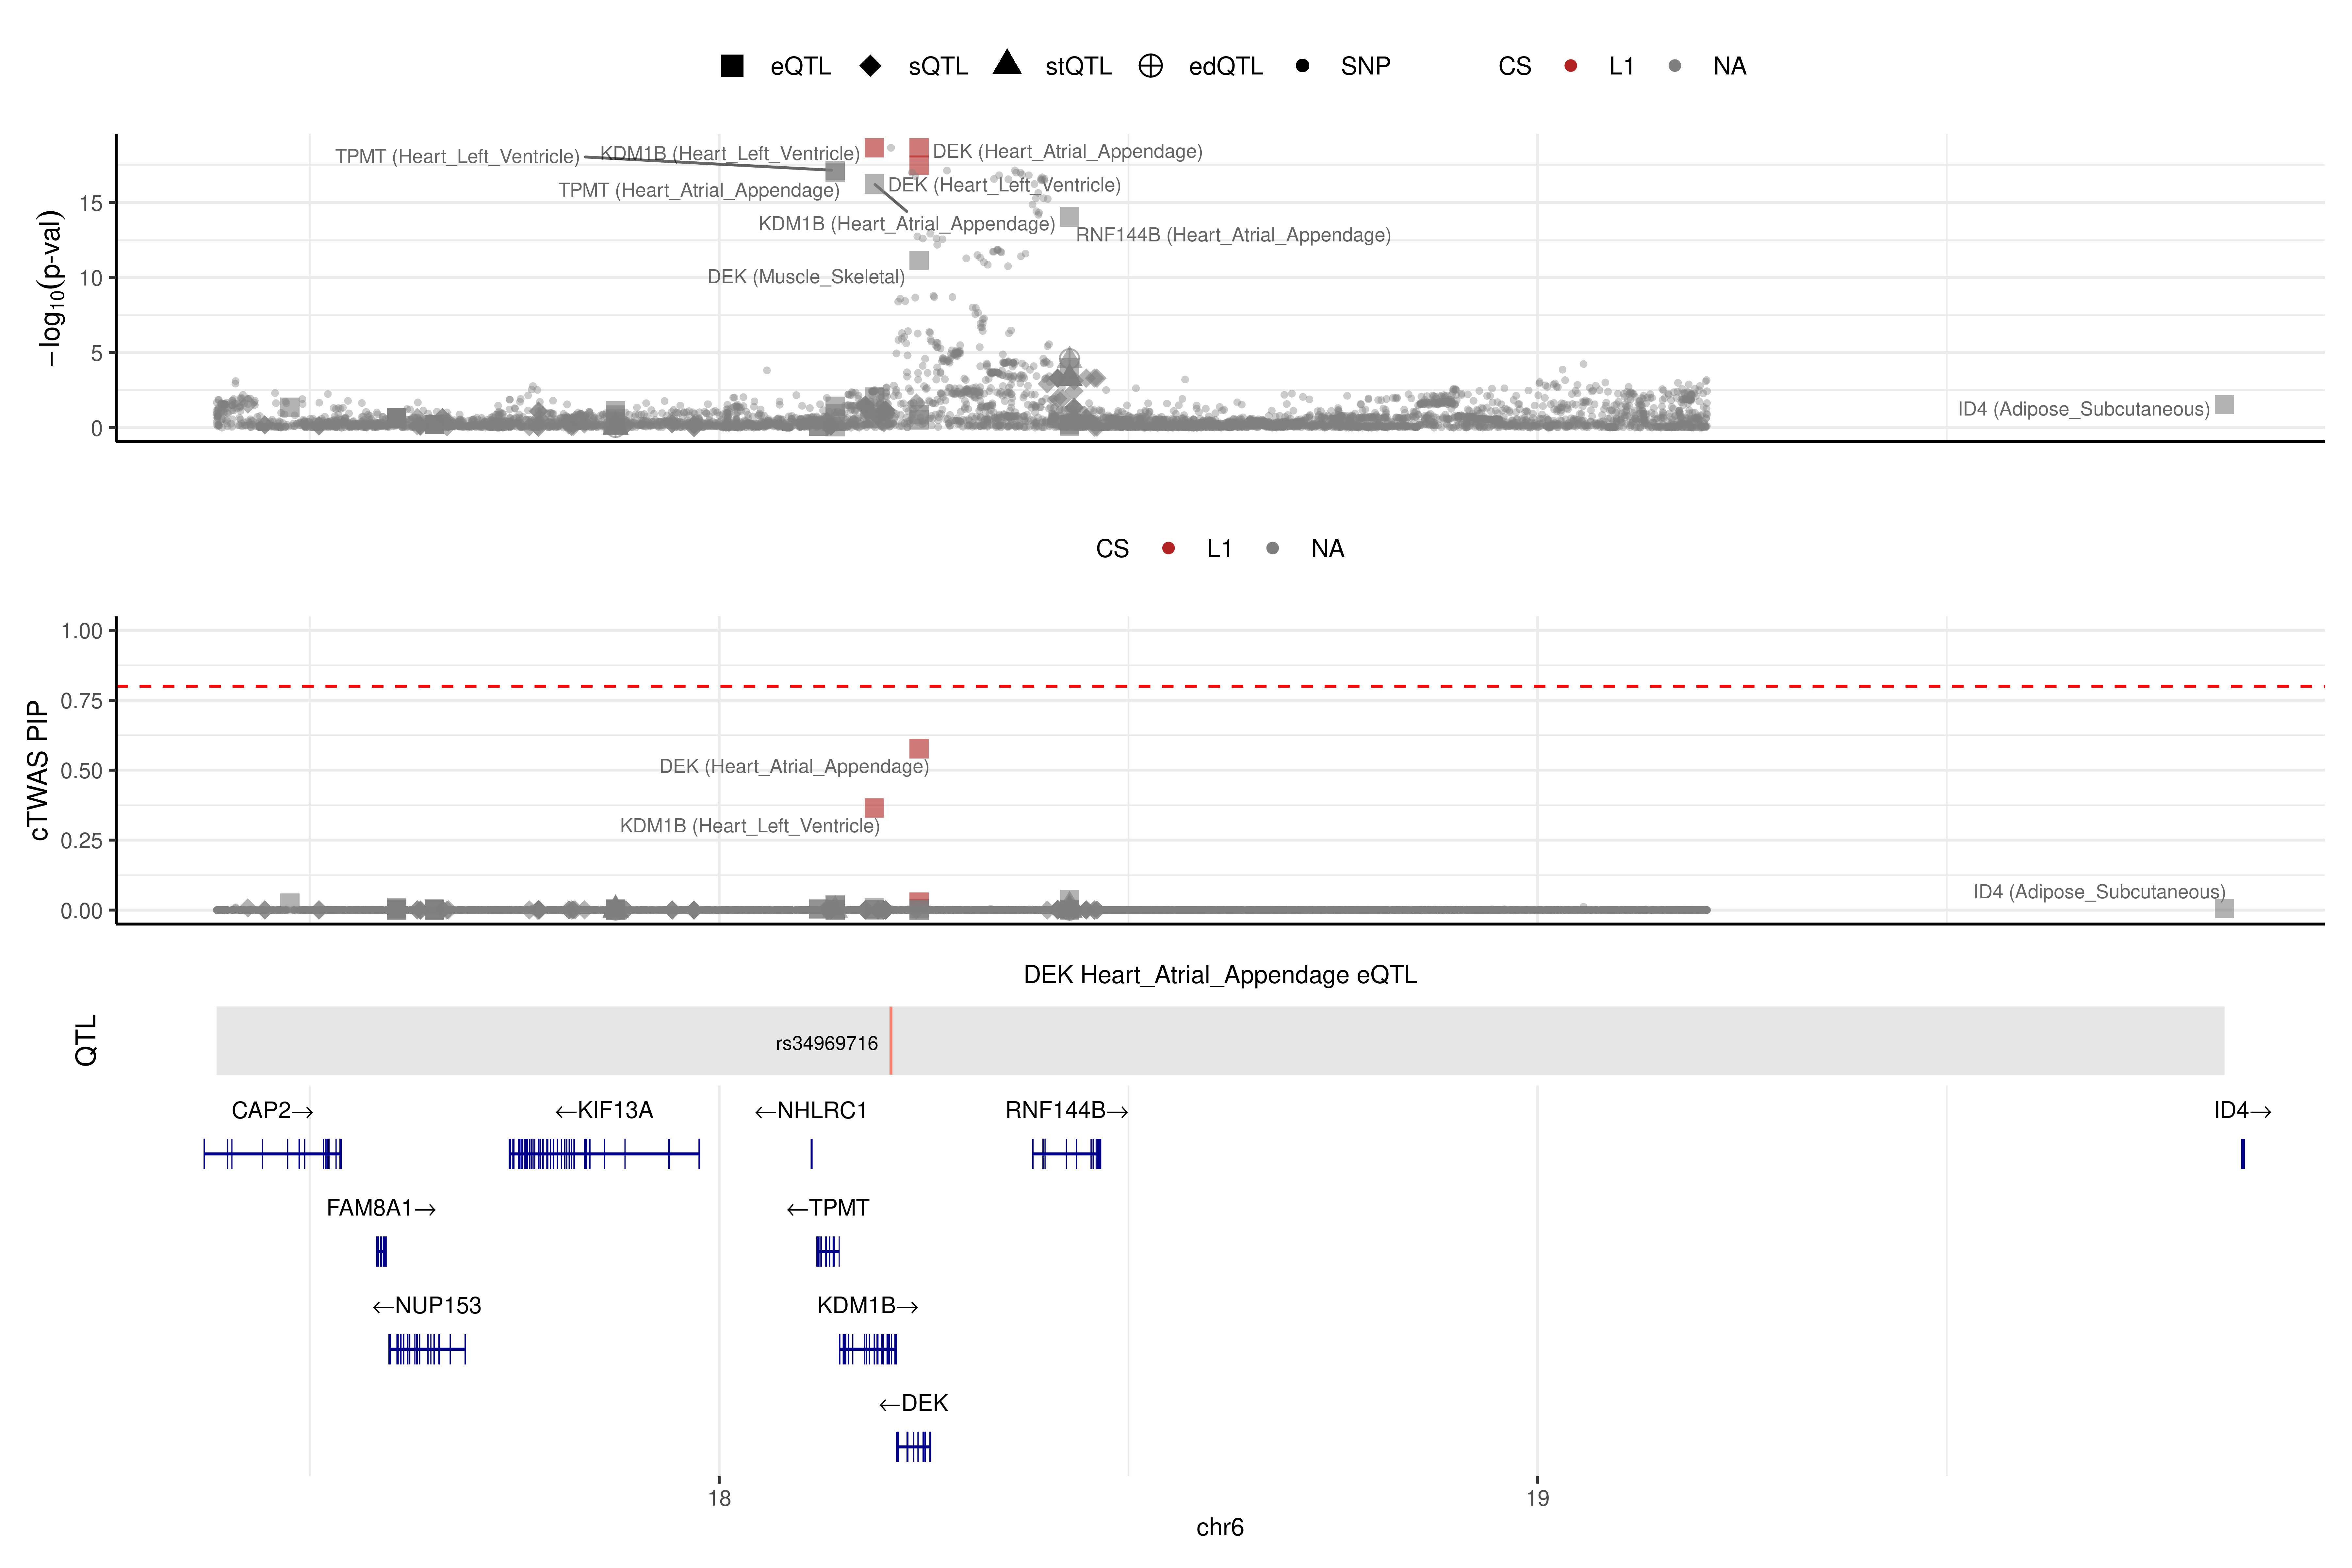 eQTL sQTL stQTL edQTL SNP CS L1 NA
TPMT (Heart_Left_Ventricle)
KDM1B (Heart_Left_Ventricle)
DEK (Heart_Atrial_Appendage)
TPMT (Heart_Atrial_Appendage)
DEK (Heart_Left_Ventricle)
KDM1B (Heart_Atrial_Appendage)
RNF144B (Heart_Atrial_Appendage)
DEK (Muscle_Skeletal)
ID4 (Adipose_Subcutaneous)
−log10(p-val)
15
10
5
0
CS L1 NA
cTWAS PIP
1.00
0.75
0.50
0.25
0.00
DEK (Heart_Atrial_Appendage)
KDM1B (Heart_Left_Ventricle)
ID4 (Adipose_Subcutaneous)
DEK Heart_Atrial_Appendage eQTL
QTL
rs34969716
CAP2→ ←KIF13A ←NHLRC1 RNF144B→ ID4→
FAM8A1→ ←TPMT
←NUP153 KDM1B→
←DEK
18 19
chr6